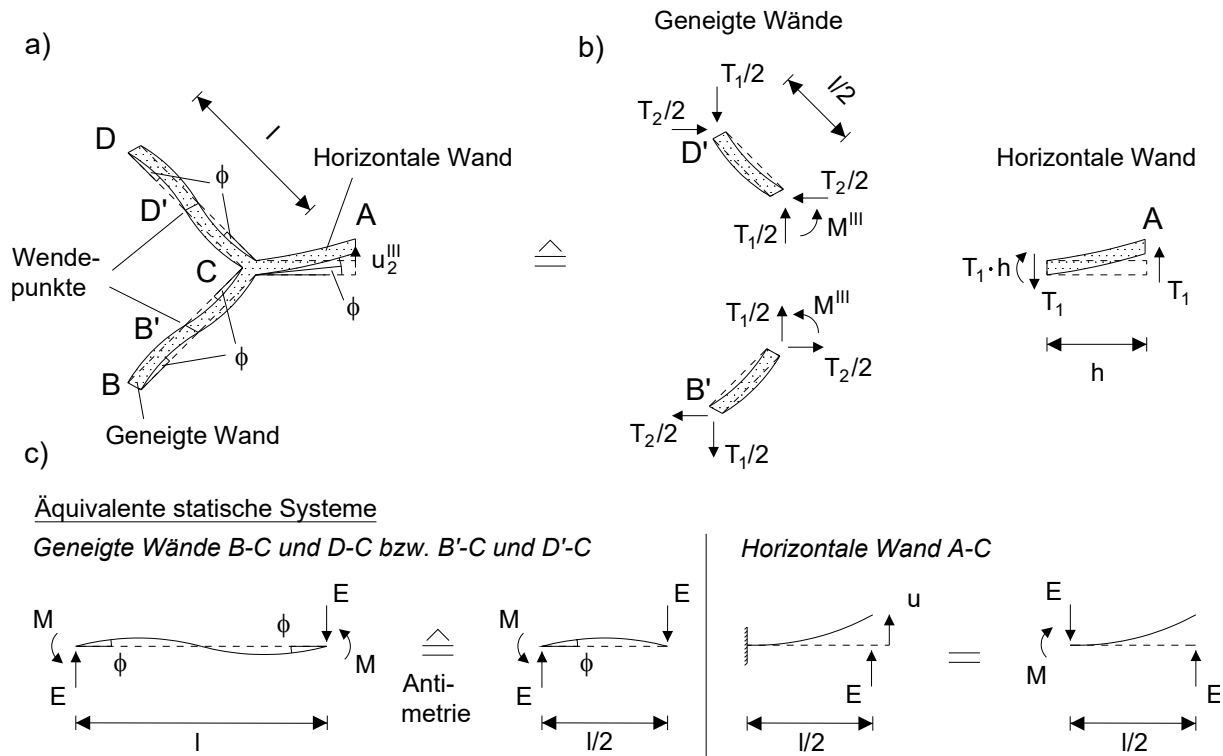 a)
D
l
ϕ
Horizontale Wand
D'
A
Wende-
punkte
C
u₂ᴵᴵᴵ
ϕ
B'
ϕ
B
Geneigte Wand
≙
b)
Geneigte Wände
T₁/2
l/2
T₂/2
D'
T₂/2
T₁/2
Mᴵᴵᴵ
T₁/2
Mᴵᴵᴵ
B'
T₂/2
T₂/2
T₁/2
Horizontale Wand
A
T₁·h
T₁
T₁
h
c)
Äquivalente statische Systeme
Geneigte Wände B-C und D-C bzw. B'-C und D'-C
M
ϕ
E
ϕ
E
M
l
≙
Anti-
metrie
M
ϕ
E
E
l/2
Horizontale Wand A-C
u
E
l/2
=
E
M
E
l/2